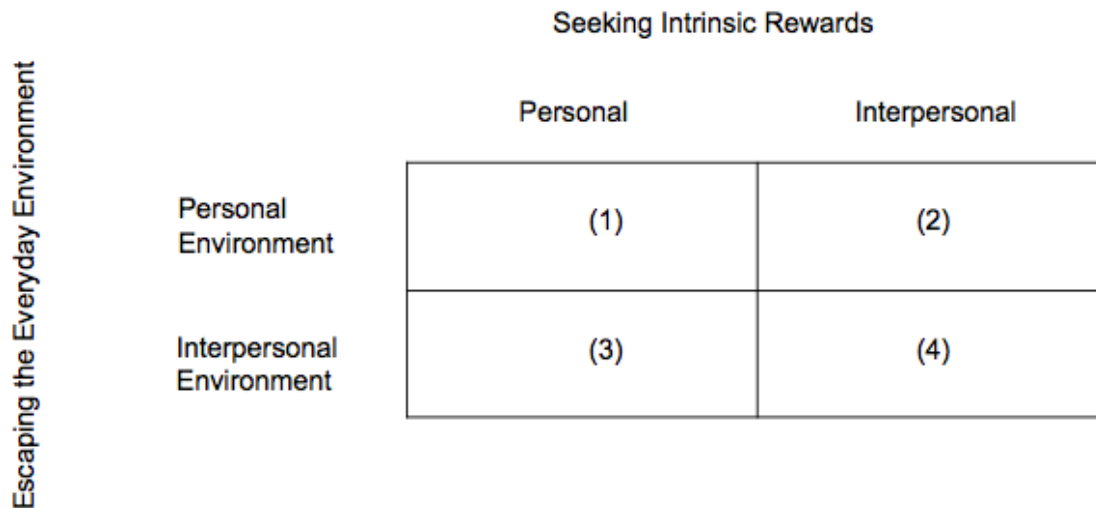 Seeking Intrinsic Rewards
Escaping the Everyday Environment
Personal
Interpersonal
Personal
Environment
(1)
(2)
Interpersonal
Environment
(3)
(4)